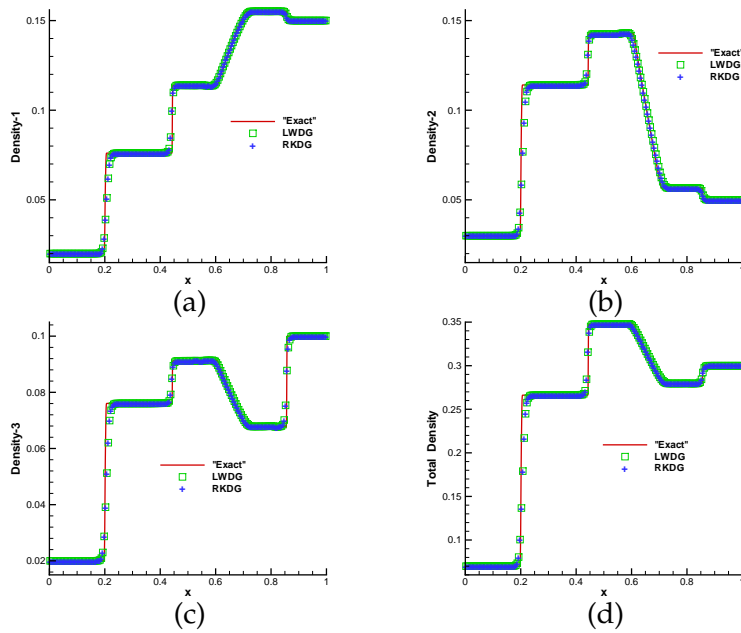 0.15
0.1
0.05
Density-1
"Exact"
LWDG
RKDG
0 0.2 0.4 0.6 0.8 1
x
(a)
0.15
0.1
0.05
Density-2
"Exact"
LWDG
RKDG
0 0.2 0.4 0.6 0.8 1
x
(b)
0.1
0.08
0.06
0.04
0.02
Density-3
"Exact"
LWDG
RKDG
0 0.2 0.4 0.6 0.8 1
x
(c)
0.35
0.3
0.25
0.2
0.15
0.1
Total Density
"Exact"
LWDG
RKDG
0 0.2 0.4 0.6 0.8 1
x
(d)